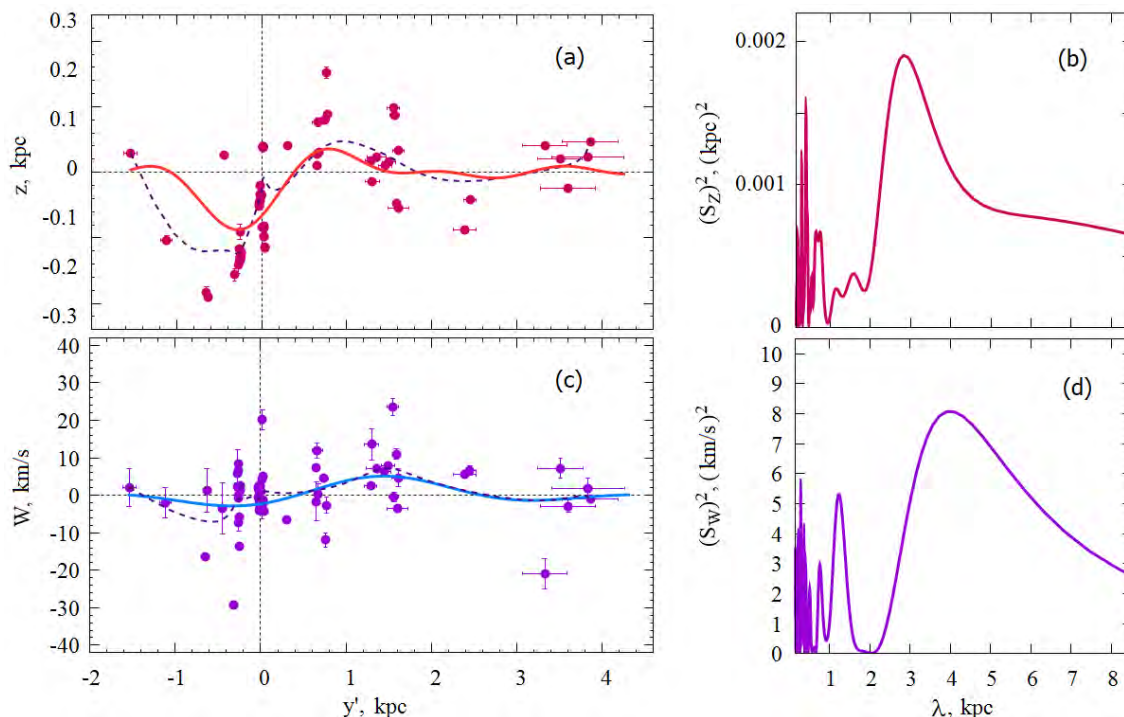 0.3
0.2
0.1
0
-0.1
-0.2
-0.3
z, kpc
(a)
0.002
0.001
0
(S_Z)^2, (kpc)^2
(b)
40
30
20
10
0
-10
-20
-30
-40
W, km/s
(c)
-2 -1 0 1 2 3 4
y', kpc
10
9
8
7
6
5
4
3
2
1
0
(S_W)^2, (km/s)^2
(d)
1 2 3 4 5 6 7 8
λ, kpc